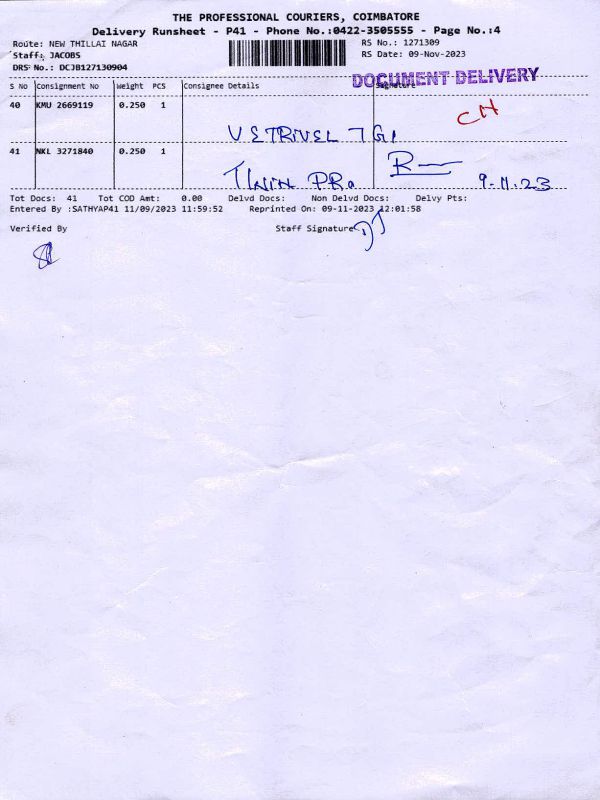 THE PROFESSIONAL COURIERS, COIMBATORE
Delivery Runsheet - P41 - Phone No.:0422-3505555 - Page No.:4
Route: NEW THILLAI NAGAR
RS No.: 1271309
Staff: JACOBS
RS Date: 09-Nov-2023
DRS No.: DCJB127130904
DOCUMENT DELIVERY
S No Consignment No Weight PCS Consignee Details Signature
40 KMU 2669119 0.250 1
CH
VETRIVEL TGI
41 NKL 3271840 0.250 1
TWIN PRO
9.11.23
Tot Docs: 41 Tot COD Amt: 0.00 Delvd Docs: Non Delvd Docs: Delvy Pts:
Entered By :SATHYAP41 11/09/2023 11:59:52 Reprinted On: 09-11-2023 12:01:58
Verified By Staff Signature